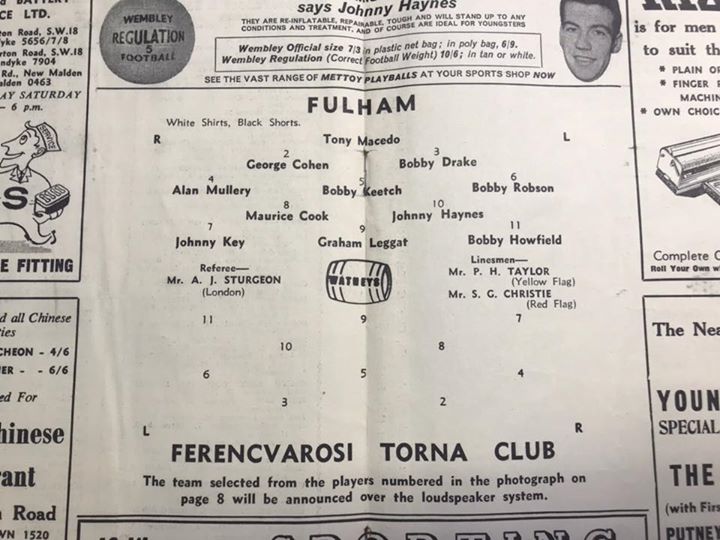 CE LTD.
ton Road, S.W.18
yke 5656/7/8
rton Road, S.W.18
ndyke 7904
Rd., New Malden
alden 0463
AY SATURDAY
— 6 p.m.
SERVICE
S
E FITTING
d all Chinese
ties
CHEON - 4/6
ER - - 6/6
ed For
hinese
ant
Road
VN 1520
WEMBLEY
REGULATION
5
FOOTBALL
says Johnny Haynes
THEY ARE RE-INFLATABLE, REPAIRABLE, TOUGH AND WILL STAND UP TO ANY
CONDITIONS AND TREATMENT, AND OF COURSE ARE IDEAL FOR YOUNGSTERS
Wembley Official size 7/3 in plastic net bag; in poly bag, 6/9.
Wembley Regulation (Correct Football Weight) 10/6; in tan or white.
SEE THE VAST RANGE OF METTOY PLAYBALLS AT YOUR SPORTS SHOP NOW
FULHAM
White Shirts, Black Shorts.
R Tony Macedo L
2 3
George Cohen Bobby Drake
4 5 6
Alan Mullery Bobby Keetch Bobby Robson
8 10
Maurice Cook Johnny Haynes
7 9 11
Johnny Key Graham Leggat Bobby Howfield
Referee—
Mr. A. J. STURGEON
(London)
WATNEYS
Linesmen—
Mr. P. H. TAYLOR
(Yellow Flag)
Mr. S. G. CHRISTIE
(Red Flag)
11 9 7
10 8
6 5 4
3 2
L R
FERENCVAROSI TORNA CLUB
The team selected from the players numbered in the photograph on
page 8 will be announced over the loudspeaker system.
is for men
to suit th
* PLAIN OR
* FINGER
MACHIN
* OWN CHOIC
Complete
Roll Your Own
The Nea
YOUN
SPECIAL
THE
(with Firs
PUTNEY